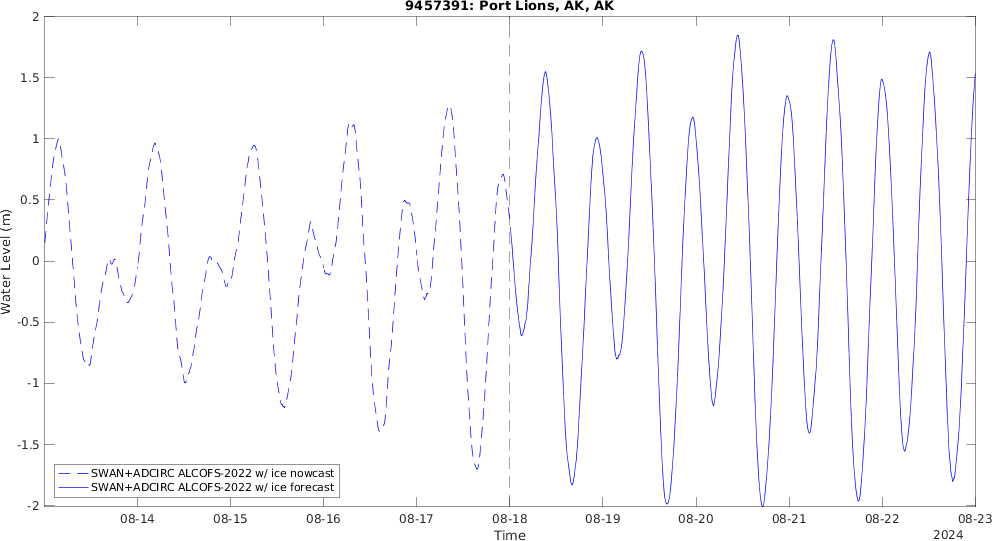 9457391: Port Lions, AK, AK
2
1.5
1
0.5
0
-0.5
-1
-1.5
-2
Water Level (m)
SWAN+ADCIRC ALCOFS-2022 w/ ice nowcast
SWAN+ADCIRC ALCOFS-2022 w/ ice forecast
08-14 08-15 08-16 08-17 08-18 08-19 08-20 08-21 08-22 08-23
Time
2024